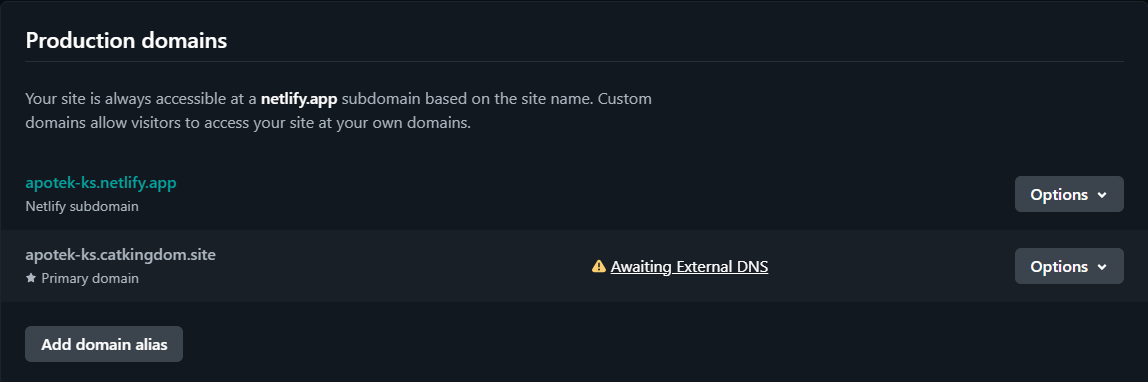 Production domains
Your site is always accessible at a netlify.app subdomain based on the site name. Custom
domains allow visitors to access your site at your own domains.
apotek-ks.netlify.app
Netlify subdomain
Options
apotek-ks.catkingdom.site
Primary domain
Awaiting External DNS
Options
Add domain alias